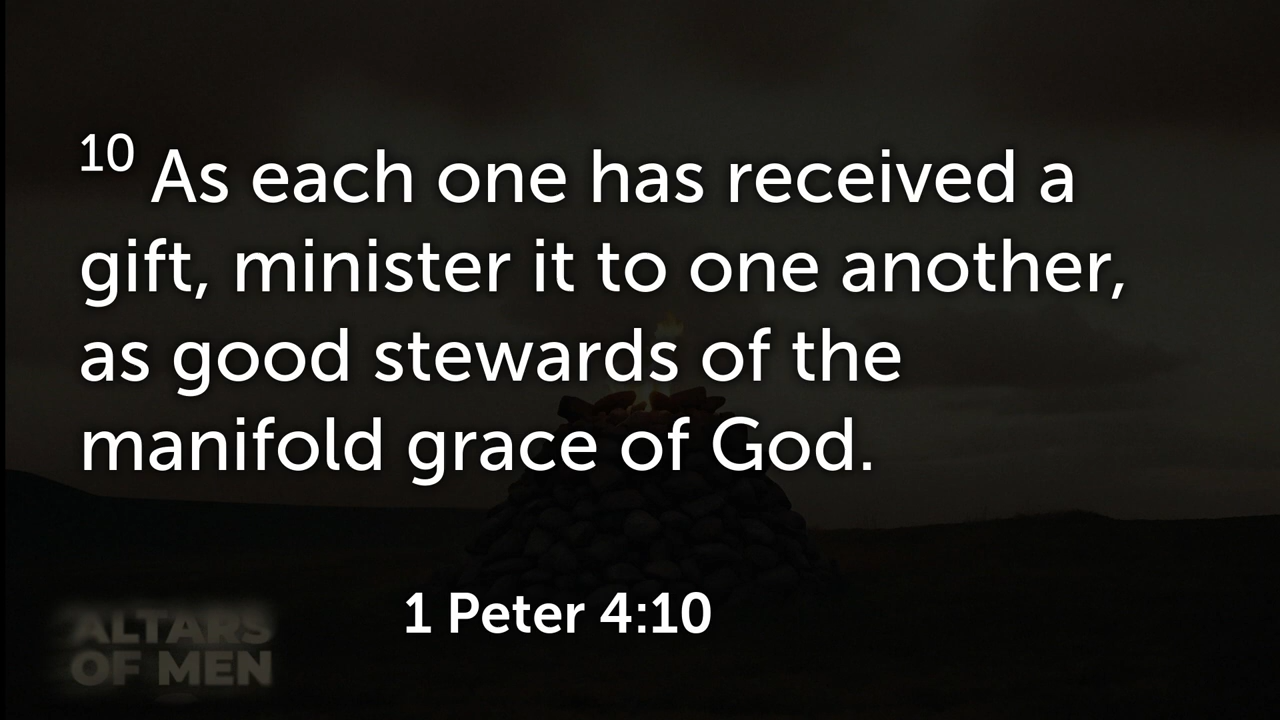 10 As each one has received a
gift, minister it to one another,
as good stewards of the
manifold grace of God.
1 Peter 4:10
ALTARS
OF MEN